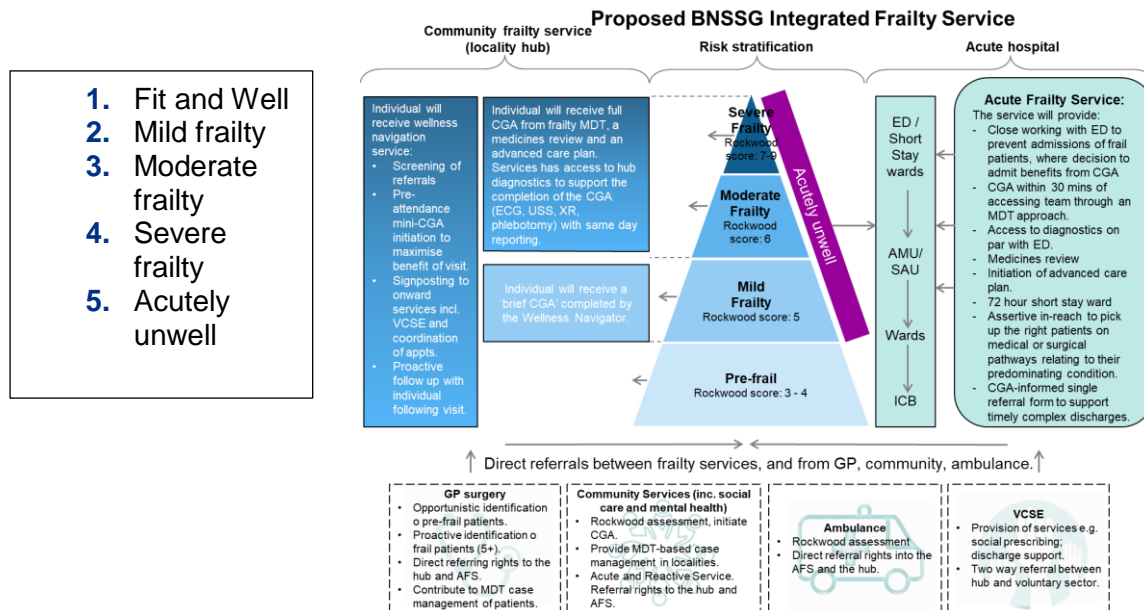 1. Fit and Well
2. Mild frailty
3. Moderate
frailty
4. Severe
frailty
5. Acutely
unwell
Proposed BNSSG Integrated Frailty Service
Community frailty service
(locality hub)
Risk stratification
Acute hospital
Individual will
receive wellness
navigation
service:
• Screening of
referrals
• Pre-
attendance
mini-CGA
initiation to
maximise
benefit of visit.
• Signposting to
onward
services incl.
VCSE and
coordination
of appts.
• Proactive
follow up with
individual
following visit.
Individual will receive full
CGA from frailty MDT, a
medicines review and an
advanced care plan.
Services has access to hub
diagnostics to support the
completion of the CGA
(ECG, USS, XR,
phlebotomy) with same day
reporting.
Individual will receive a
'brief CGA' completed by
the Wellness Navigator.
Severe
Frailty
Rockwood
score: 7-9
Moderate
Frailty
Rockwood
score: 6
Mild
Frailty
Rockwood score: 5
Pre-frail
Rockwood score: 3 - 4
Acutely unwell
ED /
Short
Stay
wards
AMU/
SAU
Wards
ICB
Acute Frailty Service:
The service will provide:
- Close working with ED to
prevent admissions of frail
patients, where decision to
admit benefits from CGA
- CGA within 30 mins of
accessing team through an
MDT approach.
- Access to diagnostics on
par with ED.
- Medicines review
- Initiation of advanced care
plan.
- 72 hour short stay ward
- Assertive in-reach to pick
up the right patients on
medical or surgical
pathways relating to their
predominating condition.
- CGA-informed single
referral form to support
timely complex discharges.
Direct referrals between frailty services, and from GP, community, ambulance.
GP surgery
• Opportunistic identification
o pre-frail patients.
• Proactive identification o
frail patients (5+).
• Direct referring rights to the
hub and AFS.
• Contribute to MDT case
management of patients.
Community Services (inc. social
care and mental health)
• Rockwood assessment, initiate
CGA.
• Provide MDT-based case
management in localities.
• Acute and Reactive Service.
Referral rights to the hub and
AFS.
Ambulance
• Rockwood assessment
• Direct referral rights into the
AFS and the hub.
VCSE
• Provision of services e.g.
social prescribing;
discharge support.
• Two way referral between
hub and voluntary sector.